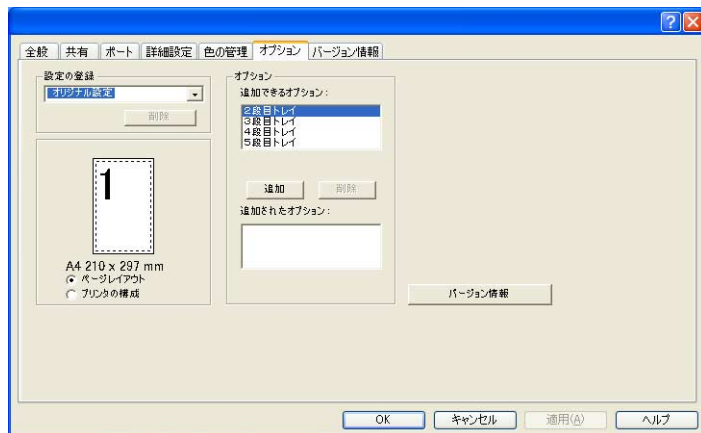 全般 共有 ポート 詳細設定 色の管理 オプション バージョン情報
設定の登録
オリジナル設定
削除
1
A4 210 x 297 mm
ページレイアウト
プリンタの構成
オプション
追加できるオプション:
2段目トレイ
3段目トレイ
4段目トレイ
5段目トレイ
追加 削除
追加されたオプション:
バージョン情報
OK キャンセル 適用(A) ヘルプ